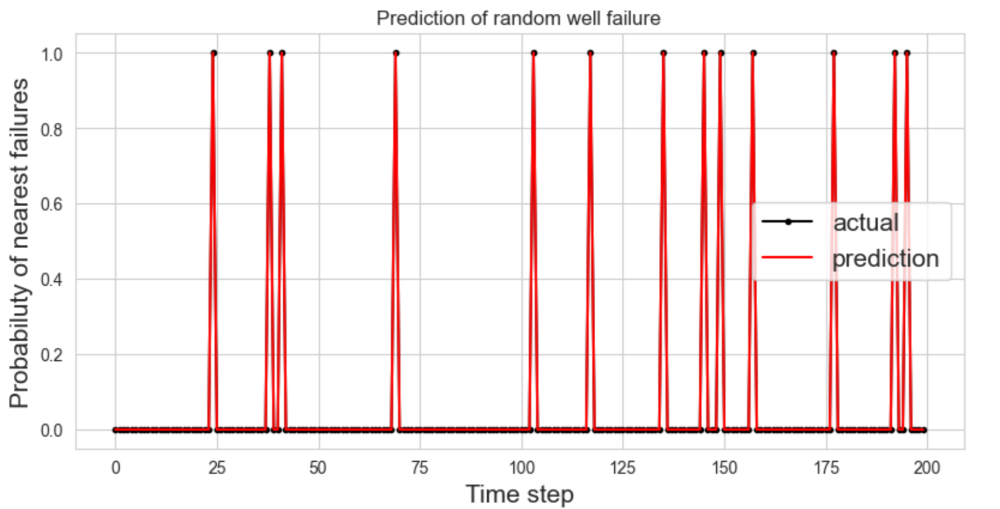 Prediction of random well failure
Probabiluty of nearest failures
1.0
0.8
0.6
0.4
0.2
0.0
actual
prediction
0 25 50 75 100 125 150 175 200
Time step